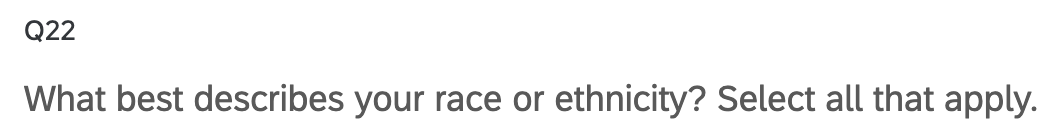 Q22
What best describes your race or ethnicity? Select all that apply.